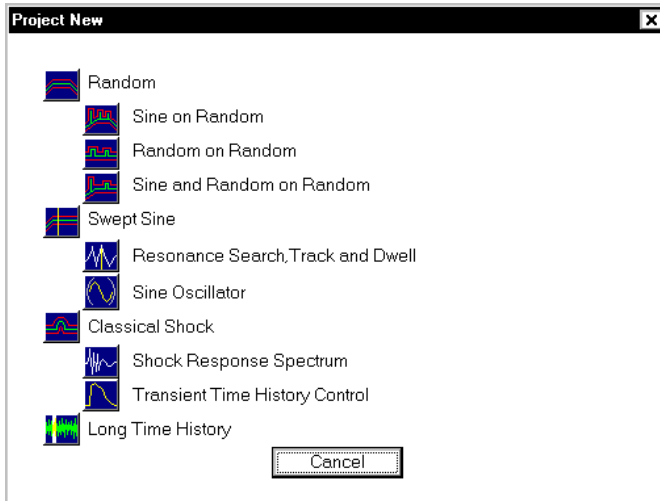 Project New
Random
Sine on Random
Random on Random
Sine and Random on Random
Swept Sine
Resonance Search,Track and Dwell
Sine Oscillator
Classical Shock
Shock Response Spectrum
Transient Time History Control
Long Time History
Cancel